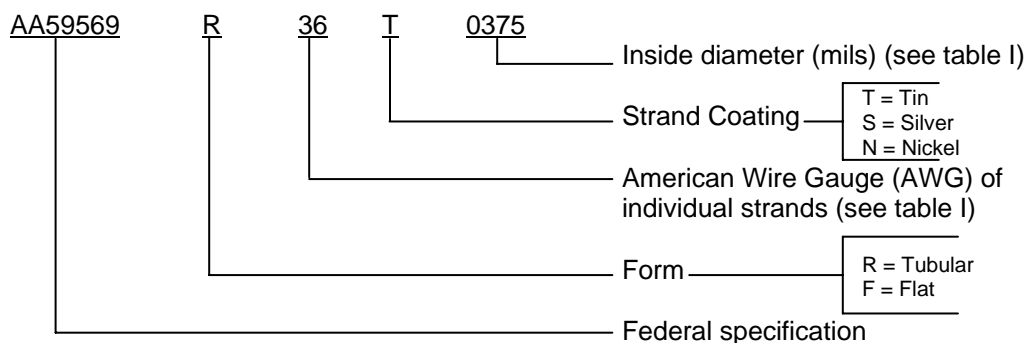 AA59569 R 36 T 0375
Inside diameter (mils) (see table I)
Strand Coating
T = Tin
S = Silver
N = Nickel
American Wire Gauge (AWG) of
individual strands (see table I)
Form
R = Tubular
F = Flat
Federal specification